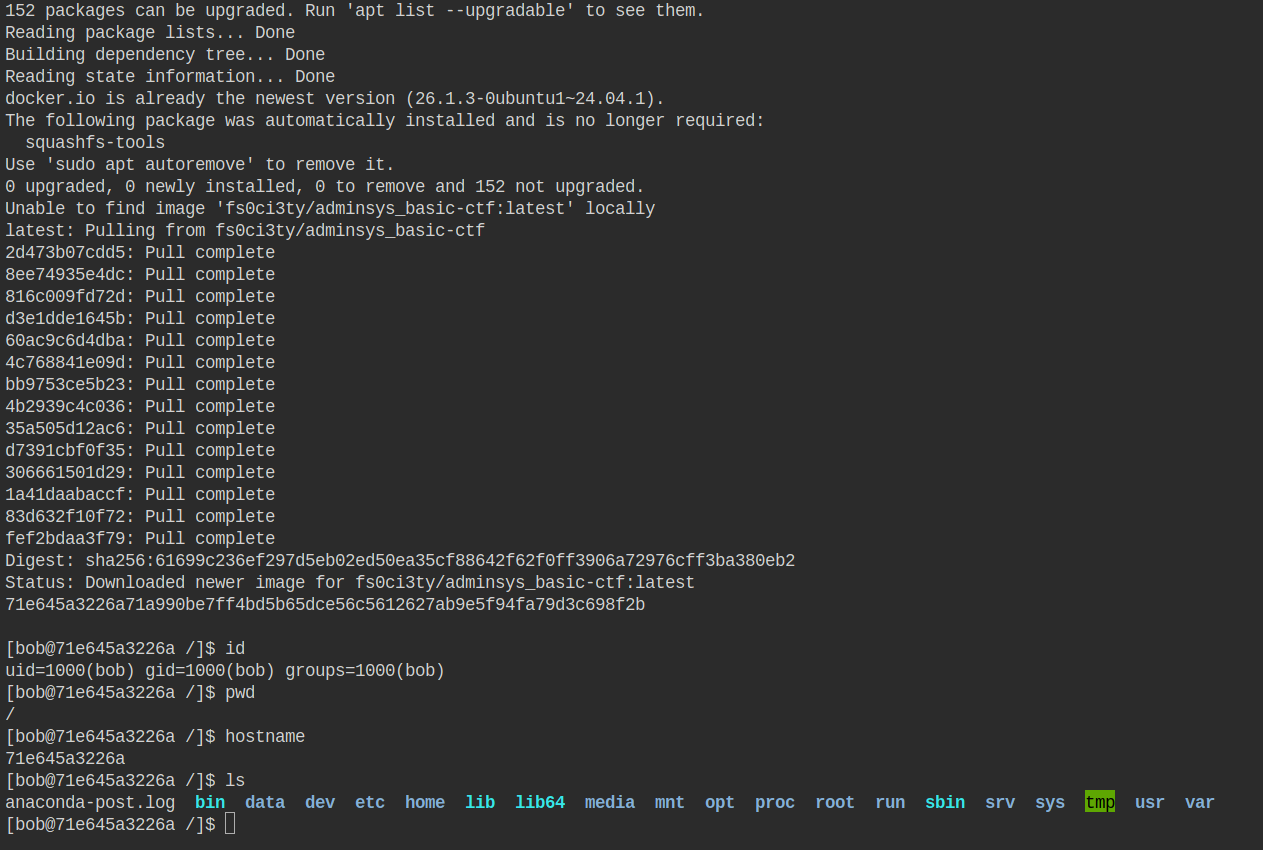 152 packages can be upgraded. Run 'apt list --upgradable' to see them.
Reading package lists... Done
Building dependency tree... Done
Reading state information... Done
docker.io is already the newest version (26.1.3-0ubuntu1~24.04.1).
The following package was automatically installed and is no longer required:
  squashfs-tools
Use 'sudo apt autoremove' to remove it.
0 upgraded, 0 newly installed, 0 to remove and 152 not upgraded.
Unable to find image 'fs0ci3ty/adminsys_basic-ctf:latest' locally
latest: Pulling from fs0ci3ty/adminsys_basic-ctf
2d473b07cdd5: Pull complete
8ee74935e4dc: Pull complete
816c009fd72d: Pull complete
d3e1dde1645b: Pull complete
60ac9c6d4dba: Pull complete
4c768841e09d: Pull complete
bb9753ce5b23: Pull complete
4b2939c4c036: Pull complete
35a505d12ac6: Pull complete
d7391cbf0f35: Pull complete
306661501d29: Pull complete
1a41daabaccf: Pull complete
83d632f10f72: Pull complete
fef2bdaa3f79: Pull complete
Digest: sha256:61699c236ef297d5eb02ed50ea35cf88642f62f0ff3906a72976cff3ba380eb2
Status: Downloaded newer image for fs0ci3ty/adminsys_basic-ctf:latest
71e645a3226a71a990be7ff4bd5b65dce56c5612627ab9e5f94fa79d3c698f2b
[bob@71e645a3226a /]$ id
uid=1000(bob) gid=1000(bob) groups=1000(bob)
[bob@71e645a3226a /]$ pwd
/
[bob@71e645a3226a /]$ hostname
71e645a3226a
[bob@71e645a3226a /]$ ls
anaconda-post.log  bin  data  dev  etc  home  lib  lib64  media  mnt  opt  proc  root  run  sbin  srv  sys  tmp  usr  var
[bob@71e645a3226a /]$